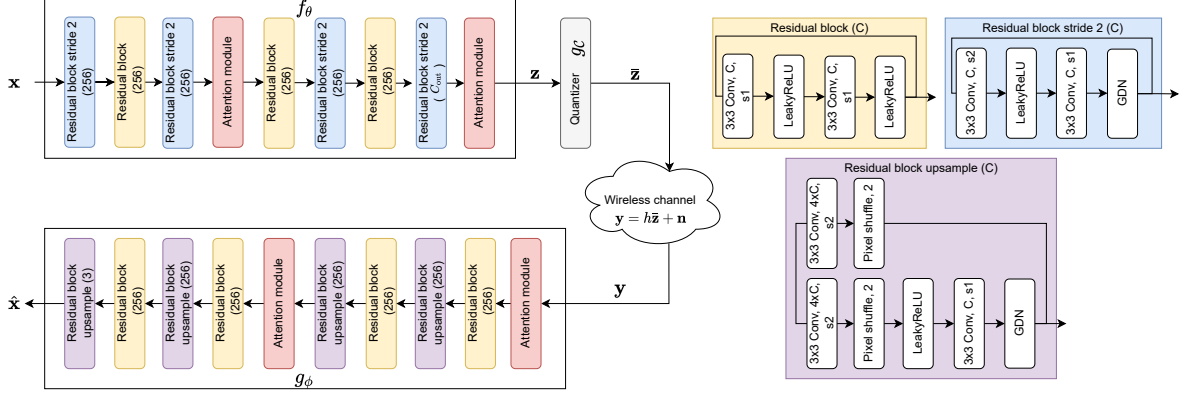 f_θ
x
Residual block stride 2
(256)
Residual block
(256)
Residual block stride 2
(256)
Attention module
Residual block
(256)
Residual block stride 2
(256)
Residual block
(256)
Residual block stride 2
( C_out )
Attention module
z
Quantizer g_𝒞
z̄
Wireless channel
y = hz̄ + n
y
Attention module
Residual block
(256)
Residual block
upsample (256)
Residual block
(256)
Residual block
upsample (256)
Attention module
Residual block
(256)
Residual block
upsample (256)
Residual block
(256)
Residual block
upsample (3)
x̂
g_ϕ
Residual block (C)
3x3 Conv, C,
s1
LeakyReLU
3x3 Conv, C,
s1
LeakyReLU
Residual block stride 2 (C)
3x3 Conv, C, s2
LeakyReLU
3x3 Conv, C, s1
GDN
Residual block upsample (C)
3x3 Conv, 4xC,
s2
Pixel shuffle, 2
3x3 Conv, 4xC,
s2
Pixel shuffle, 2
LeakyReLU
3x3 Conv, C, s1
GDN